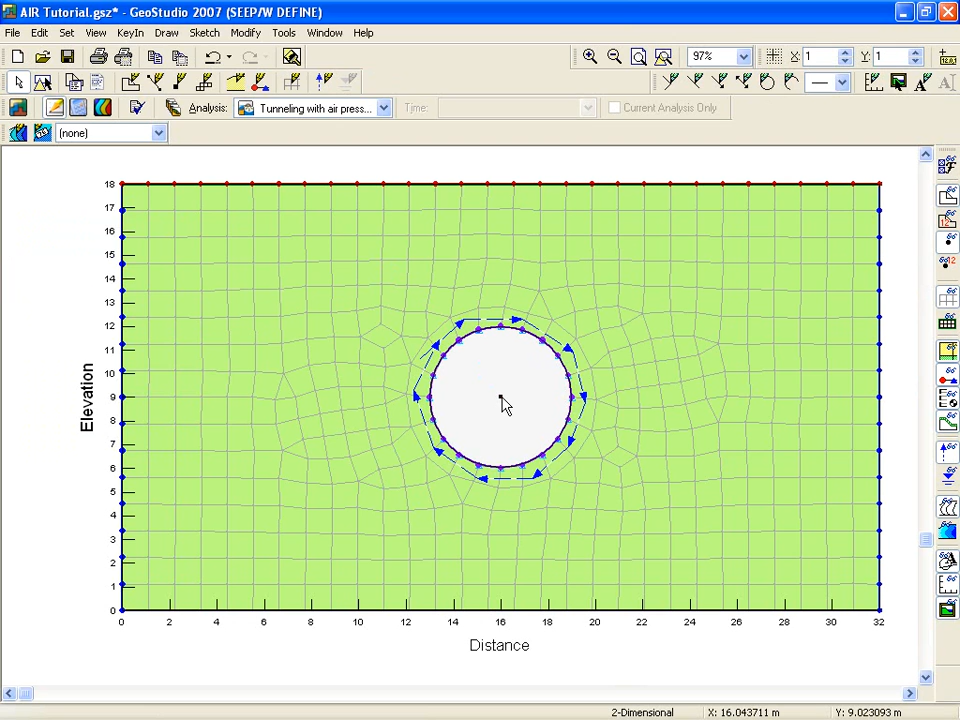 AIR Tutorial.gsz* - GeoStudio 2007 (SEEP/W DEFINE)
File Edit Set View KeyIn Draw Sketch Modify Tools Window Help
97% X: 1 Y: 1
Analysis: Tunneling with air press... Time: Current Analysis Only
(none)
18
17
16
15
14
13
12
11
10
9
8
7
6
5
4
3
2
1
0
Elevation
0 2 4 6 8 10 12 14 16 18 20 22 24 26 28 30 32
Distance
2-Dimensional X: 16.043711 m Y: 9.023093 m